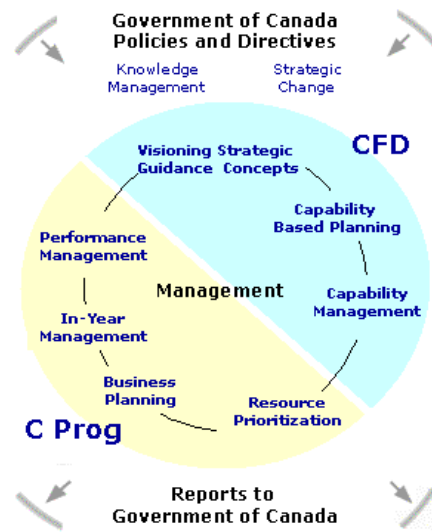 Government of Canada
Policies and Directives
Knowledge
Management
Strategic
Change
CFD
Visioning Strategic
Guidance Concepts
Capability
Based Planning
Performance
Management
Management
Capability
Management
In-Year
Management
Business
Planning
Resource
Prioritization
C Prog
Reports to
Government of Canada